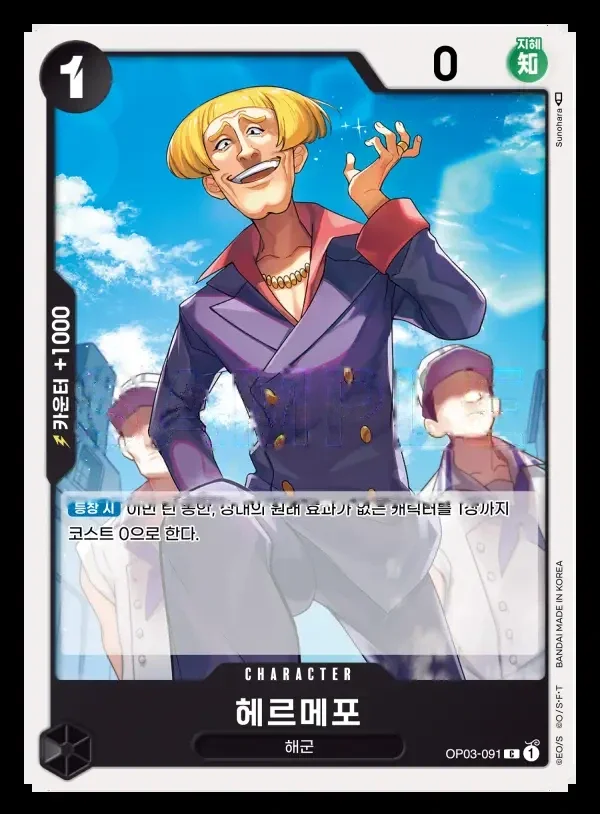 1
0
지혜
知
Sunohara
카운터 +1000
등장 시 이번 턴 동안, 상대의 원래 효과가 없는 캐릭터를 1장까지
코스트 0으로 한다.
CHARACTER
헤르메포
해군
OP03-091 C 1
BANDAI MADE IN KOREA
©EO/S ©O/S·F·T